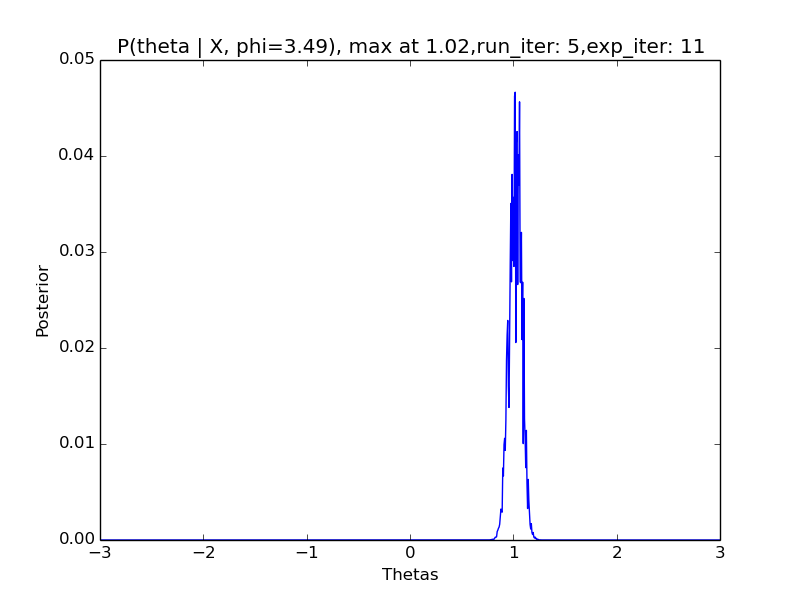 P(theta | X, phi=3.49), max at 1.02,run_iter: 5,exp_iter: 11
0.05
0.04
0.03
0.02
0.01
0.00
Posterior
−3 −2 −1 0 1 2 3
Thetas